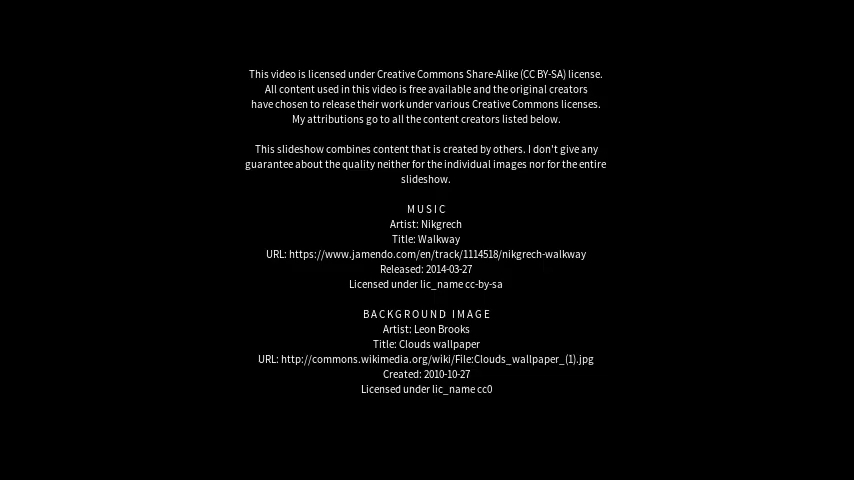 This video is licensed under Creative Commons Share-Alike (CC BY-SA) license.
All content used in this video is free available and the original creators
have chosen to release their work under various Creative Commons licenses.
My attributions go to all the content creators listed below.
This slideshow combines content that is created by others. I don't give any
guarantee about the quality neither for the individual images nor for the entire
slideshow.
MUSIC
Artist: Nikgrech
Title: Walkway
URL: https://www.jamendo.com/en/track/1114518/nikgrech-walkway
Released: 2014-03-27
Licensed under lic_name cc-by-sa
BACKGROUND IMAGE
Artist: Leon Brooks
Title: Clouds wallpaper
URL: http://commons.wikimedia.org/wiki/File:Clouds_wallpaper_(1).jpg
Created: 2010-10-27
Licensed under lic_name cc0